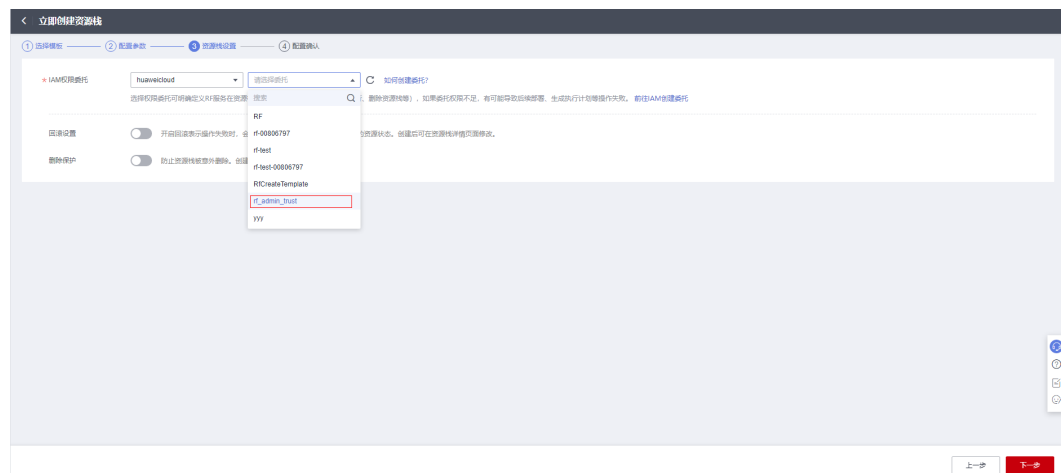 立即创建资源栈
1 选择模板 2 配置参数 3 资源栈设置 4 配置确认
* IAM权限委托 huaweicloud 请选择委托 如何创建委托?
选择权限委托可明确定义RF服务在资源 、删除资源栈等），如果委托权限不足，有可能导致后续部署、生成执行计划等操作失败。 前往IAM创建委托
搜索
RF
回滚设置 开启回滚表示操作失败时，会 的资源状态。创建后可在资源栈详情页面修改。
rf-00806797
rf-test
删除保护 防止资源栈被意外删除。创建
rf-test-00806797
RfCreateTemplate
rf_admin_trust
yyy
上一步 下一步